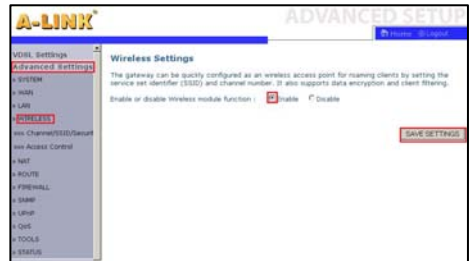 A-LINK
ADVANCED SETUP
Home Logout
VDSL Settings
Advanced Settings
» SYSTEM
» WAN
» LAN
» WIRELESS
»»» Channel/SSID/Securit
»»» Access Control
» NAT
» ROUTE
» FIREWALL
» SNMP
» UPnP
» QoS
» TOOLS
» STATUS
Wireless Settings
The gateway can be quickly configured as an wireless access point for roaming clients by setting the
service set identifier (SSID) and channel number. It also supports data encryption and client filtering.
Enable or disable Wireless module function : Enable Disable
SAVE SETTINGS